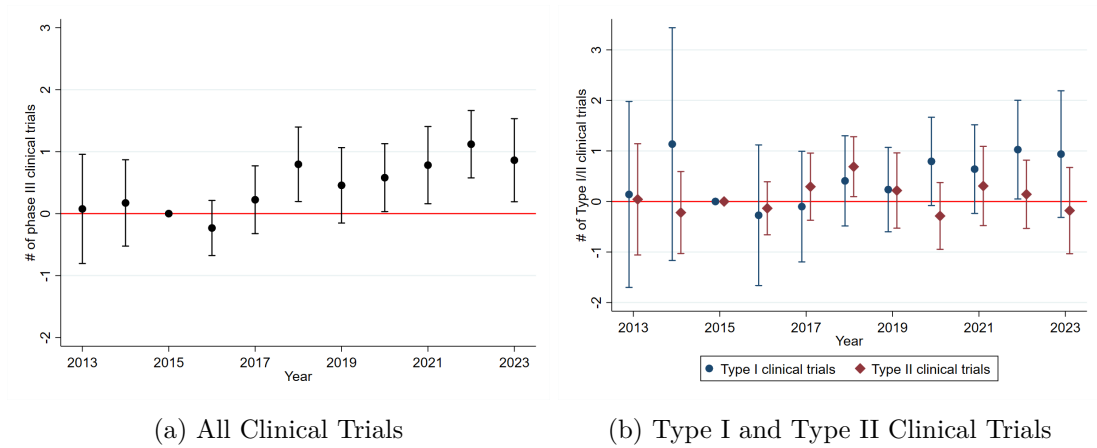 # of phase III clinical trials
3
2
1
0
-1
-2
2013 2015 2017 2019 2021 2023
Year
(a) All Clinical Trials
# of Type I/II clinical trials
3
2
1
0
-1
-2
2013 2015 2017 2019 2021 2023
Year
Type I clinical trials Type II clinical trials
(b) Type I and Type II Clinical Trials